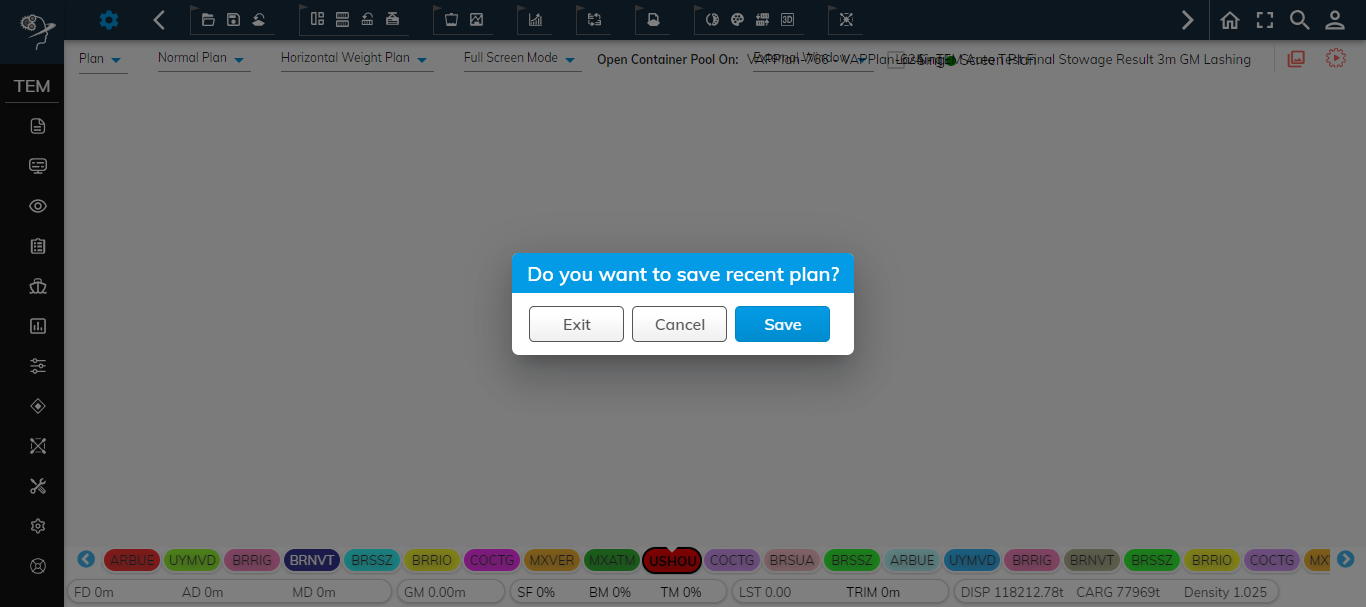 3D
Plan
Normal Plan
Horizontal Weight Plan
Full Screen Mode
Open Container Pool On:
External Window
Single Screen Plan
Final Stowage Result 3m GM Lashing
TEM
Do you want to save recent plan?
Exit Cancel Save
ARBUE UYMVD BRRIG BRNVT BRSSZ BRRIO COCTG MXVER MXATM USHOU COCTG BRSUA BRSSZ ARBUE UYMVD BRRIG BRNVT BRSSZ BRRIO COCTG MX
FD 0m AD 0m MD 0m GM 0.00m SF 0% BM 0% TM 0% LST 0.00 TRIM 0m DISP 118212.78t CARG 77969t Density 1.025